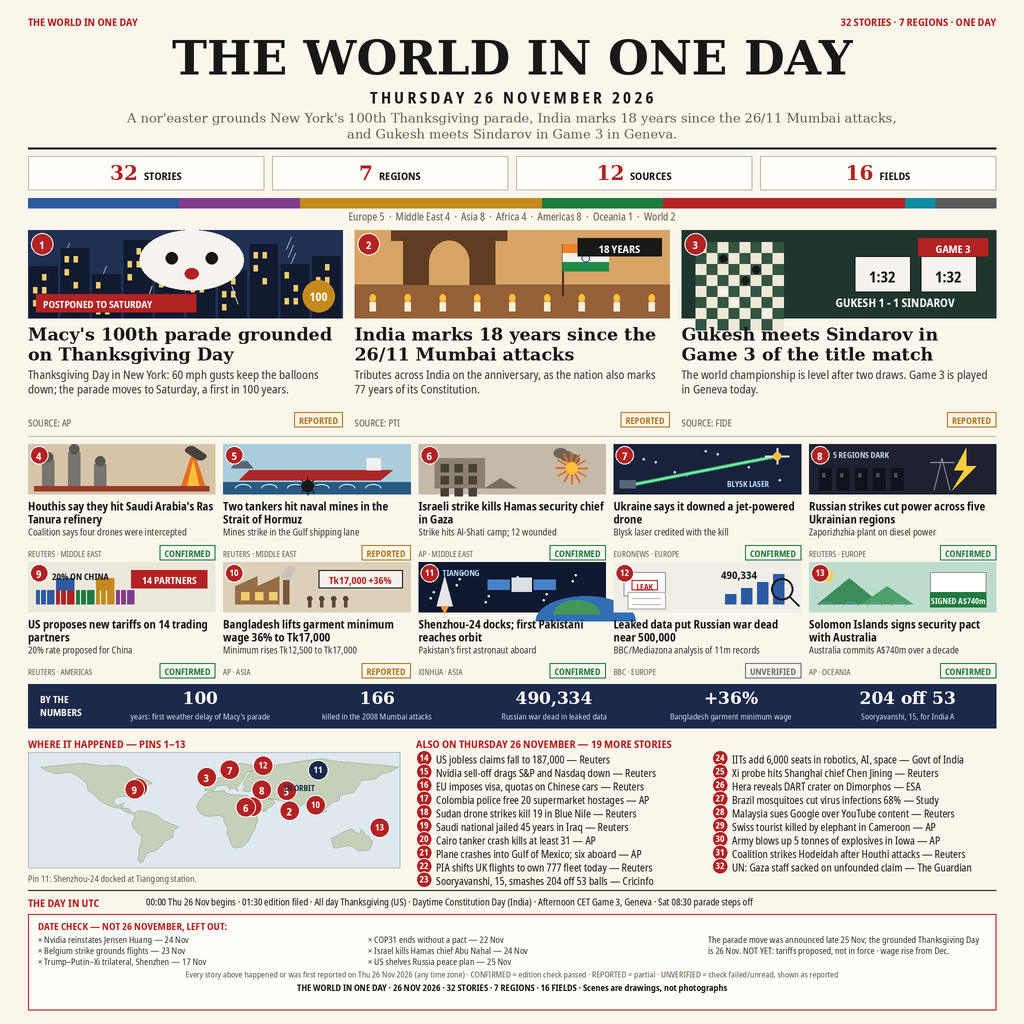 THE WORLD IN ONE DAY
32 STORIES · 7 REGIONS · ONE DAY
THE WORLD IN ONE DAY
THURSDAY 26 NOVEMBER 2026
A nor'easter grounds New York's 100th Thanksgiving parade, India marks 18 years since the 26/11 Mumbai attacks,
and Gukesh meets Sindarov in Game 3 in Geneva.
32 STORIES
7 REGIONS
12 SOURCES
16 FIELDS
Europe 5 · Middle East 4 · Asia 8 · Africa 4 · Americas 8 · Oceania 1 · World 2
1
POSTPONED TO SATURDAY
100
Macy's 100th parade grounded
on Thanksgiving Day
Thanksgiving Day in New York: 60 mph gusts keep the balloons
down; the parade moves to Saturday, a first in 100 years.
SOURCE: AP
REPORTED
2
18 YEARS
India marks 18 years since the
26/11 Mumbai attacks
Tributes across India on the anniversary, as the nation also marks
77 years of its Constitution.
SOURCE: PTI
REPORTED
3
GAME 3
1:32
1:32
GUKESH 1 - 1 SINDAROV
Gukesh meets Sindarov in
Game 3 of the title match
The world championship is level after two draws. Game 3 is played
in Geneva today.
SOURCE: FIDE
REPORTED
4
Houthis say they hit Saudi Arabia's Ras
Tanura refinery
Coalition says four drones were intercepted
REUTERS · MIDDLE EAST
CONFIRMED
5
Two tankers hit naval mines in the
Strait of Hormuz
Mines strike in the Gulf shipping lane
REUTERS · MIDDLE EAST
REPORTED
6
Israeli strike kills Hamas security chief
in Gaza
Strike hits Al-Shati camp; 12 wounded
AP · MIDDLE EAST
CONFIRMED
7
BLYSK LASER
Ukraine says it downed a jet-powered
drone
Blysk laser credited with the kill
EURONEWS · EUROPE
CONFIRMED
8
5 REGIONS DARK
Russian strikes cut power across five
Ukrainian regions
Zaporizhzhia plant on diesel power
REUTERS · EUROPE
CONFIRMED
9
20% ON CHINA
14 PARTNERS
US proposes new tariffs on 14 trading
partners
20% rate proposed for China
REUTERS · AMERICAS
CONFIRMED
10
Tk17,000 +36%
Bangladesh lifts garment minimum
wage 36% to Tk17,000
Minimum rises Tk12,500 to Tk17,000
AP · ASIA
REPORTED
11
TIANGONG
Shenzhou-24 docks; first Pakistani
reaches orbit
Pakistan's first astronaut aboard
XINHUA · ASIA
CONFIRMED
12
LEAK
490,334
Leaked data put Russian war dead
near 500,000
BBC/Mediazona analysis of 11m records
BBC · EUROPE
UNVERIFIED
13
SIGNED A$740m
Solomon Islands signs security pact
with Australia
Australia commits A$740m over a decade
AP · OCEANIA
CONFIRMED
BY THE
NUMBERS
100
years: first weather delay of Macy's parade
166
killed in the 2008 Mumbai attacks
490,334
Russian war dead in leaked data
+36%
Bangladesh garment minimum wage
204 off 53
Sooryavanshi, 15, for India A
WHERE IT HAPPENED — PINS 1–13
3
7
12
11
9
8
5
ORBIT
6
2
10
13
Pin 11: Shenzhou-24 docked at Tiangong station.
ALSO ON THURSDAY 26 NOVEMBER — 19 MORE STORIES
14 US jobless claims fall to 187,000 — Reuters
15 Nvidia sell-off drags S&P and Nasdaq down — Reuters
16 EU imposes visa, quotas on Chinese cars — Reuters
17 Colombia police free 20 supermarket hostages — AP
18 Sudan drone strikes kill 19 in Blue Nile — Reuters
19 Saudi national jailed 45 years in Iraq — Reuters
20 Cairo tanker crash kills at least 31 — AP
21 Plane crashes into Gulf of Mexico; six aboard — AP
22 PIA shifts UK flights to own 777 fleet today — Reuters
23 Sooryavanshi, 15, smashes 204 off 53 balls — Cricinfo
24 IITs add 6,000 seats in robotics, AI, space — Govt of India
25 Xi probe hits Shanghai chief Chen Jining — Reuters
26 Hera reveals DART crater on Dimorphos — ESA
27 Brazil mosquitoes cut virus infections 68% — Study
28 Malaysia sues Google over YouTube content — Reuters
29 Swiss tourist killed by elephant in Cameroon — AP
30 Army blows up 5 tonnes of explosives in Iowa — AP
31 Coalition strikes Hodeidah after Houthi attacks — Reuters
32 UN: Gaza staff sacked on unfounded claim — The Guardian
THE DAY IN UTC
00:00 Thu 26 Nov begins · 01:30 edition filed · All day Thanksgiving (US) · Daytime Constitution Day (India) · Afternoon CET Game 3, Geneva · Sat 08:30 parade steps off
DATE CHECK — NOT 26 NOVEMBER, LEFT OUT:
× Nvidia reinstates Jensen Huang — 24 Nov
× Belgium strike grounds flights — 23 Nov
× Trump–Putin–Xi trilateral, Shenzhen — 17 Nov
× COP31 ends without a pact — 22 Nov
× Israel kills Hamas chief Abu Nahal — 24 Nov
× US shelves Russia peace plan — 25 Nov
The parade move was announced late 25 Nov; the grounded Thanksgiving Day
is 26 Nov. NOT YET: tariffs proposed, not in force · wage rise from Dec.
Every story above happened or was first reported on Thu 26 Nov 2026 (any time zone) · CONFIRMED = edition check passed · REPORTED = partial · UNVERIFIED = check failed/unread, shown as reported
THE WORLD IN ONE DAY · 26 NOV 2026 · 32 STORIES · 7 REGIONS · 16 FIELDS · Scenes are drawings, not photographs